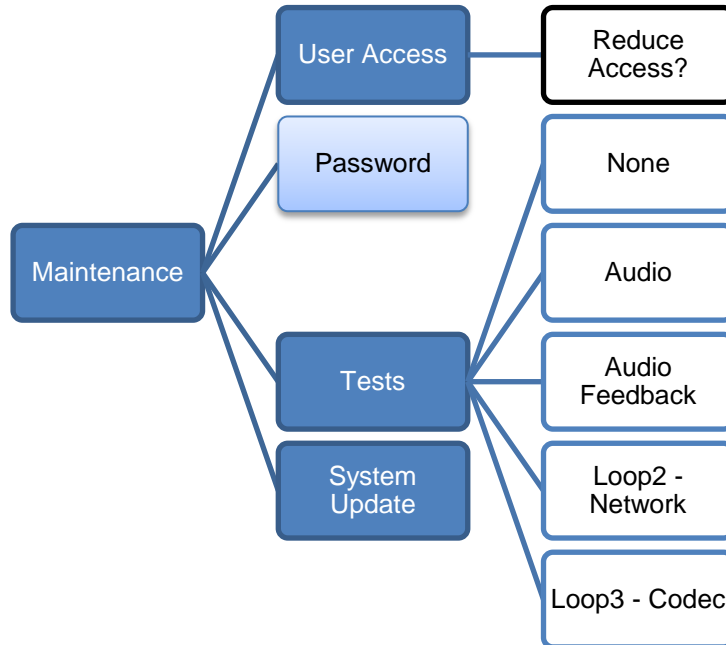 User Access
Reduce
Access?
Password
None
Maintenance
Audio
Tests
Audio
Feedback
System
Update
Loop2 -
Network
Loop3 - Codec